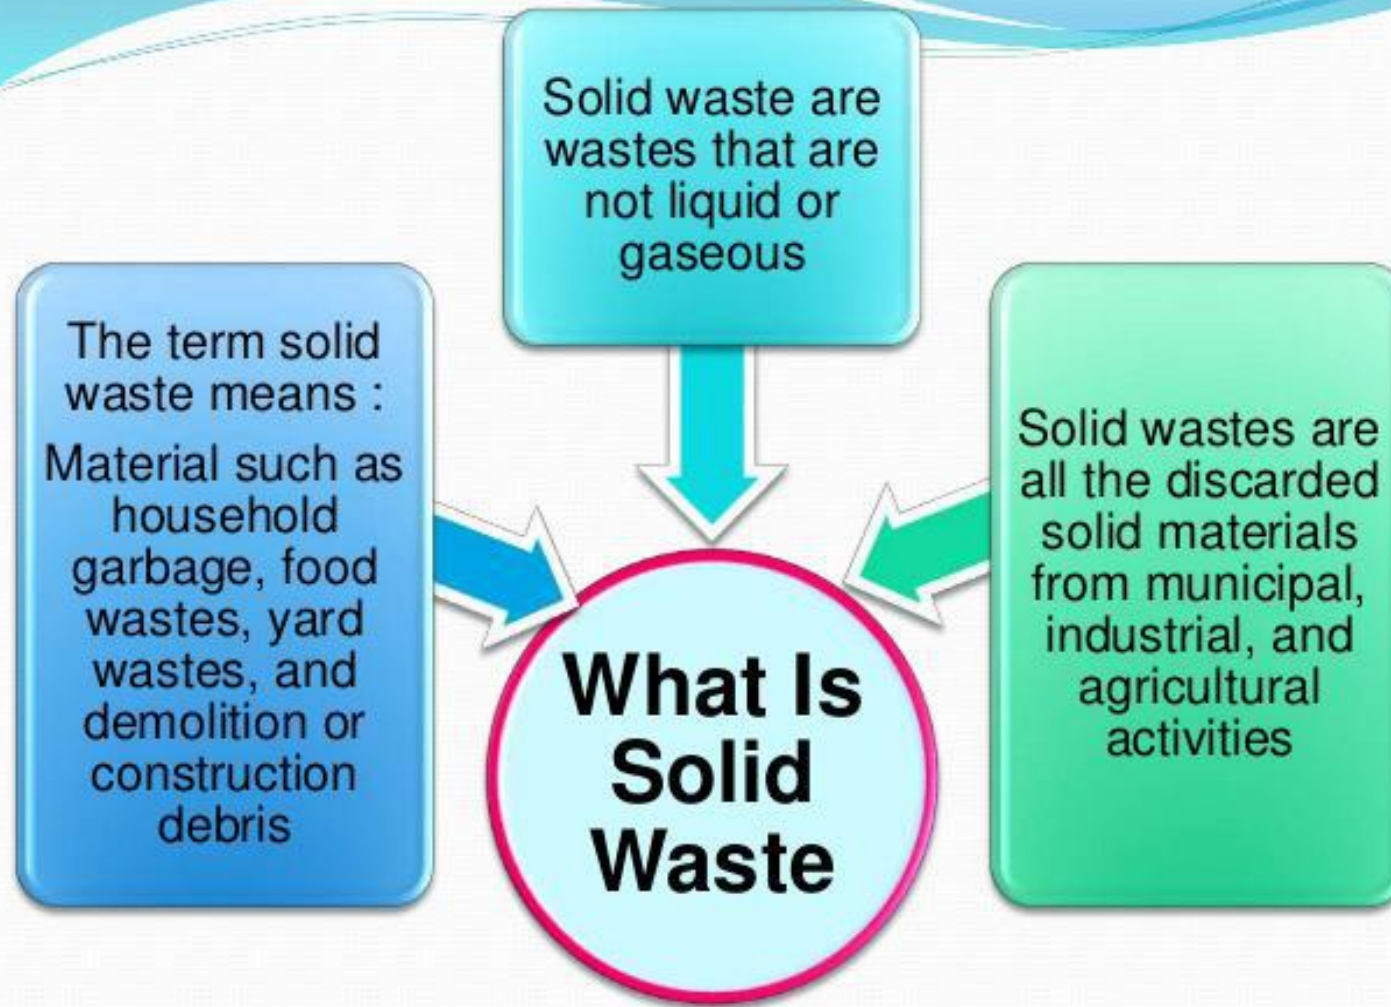 Solid waste are
wastes that are
not liquid or
gaseous
The term solid
waste means :
Material such as
household
garbage, food
wastes, yard
wastes, and
demolition or
construction
debris
Solid wastes are
all the discarded
solid materials
from municipal,
industrial, and
agricultural
activities
What Is
Solid
Waste